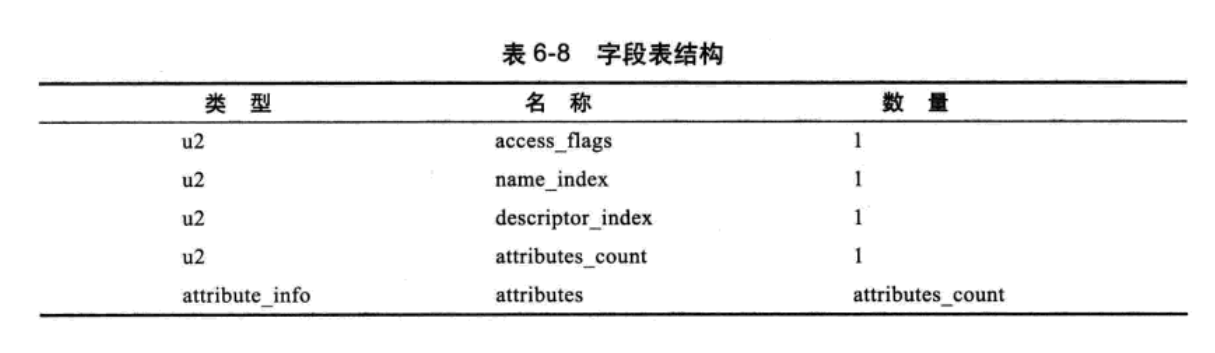 表 6-8 字段表结构
类 型 名 称 数 量
u2 access_flags 1
u2 name_index 1
u2 descriptor_index 1
u2 attributes_count 1
attribute_info attributes attributes_count